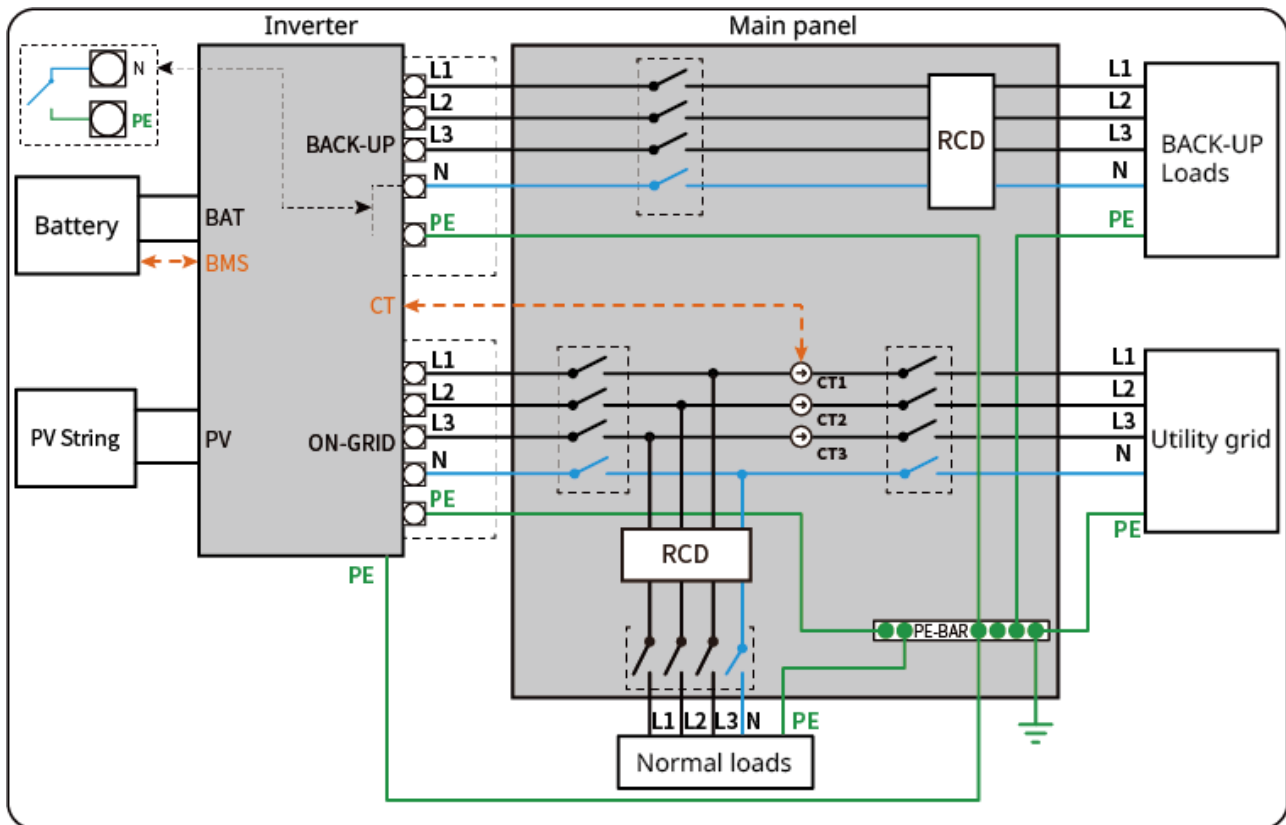 Inverter
Main panel
N
PE
L1
L2
L3
N
PE
BACK-UP
RCD
L1
L2
L3
N
PE
BACK-UP
Loads
Battery
BAT
BMS
CT
L1
L2
L3
N
PE
ON-GRID
CT1
CT2
CT3
L1
L2
L3
N
PE
Utility grid
PV String
PV
RCD
PE
PE-BAR
L1 L2 L3 N PE
Normal loads